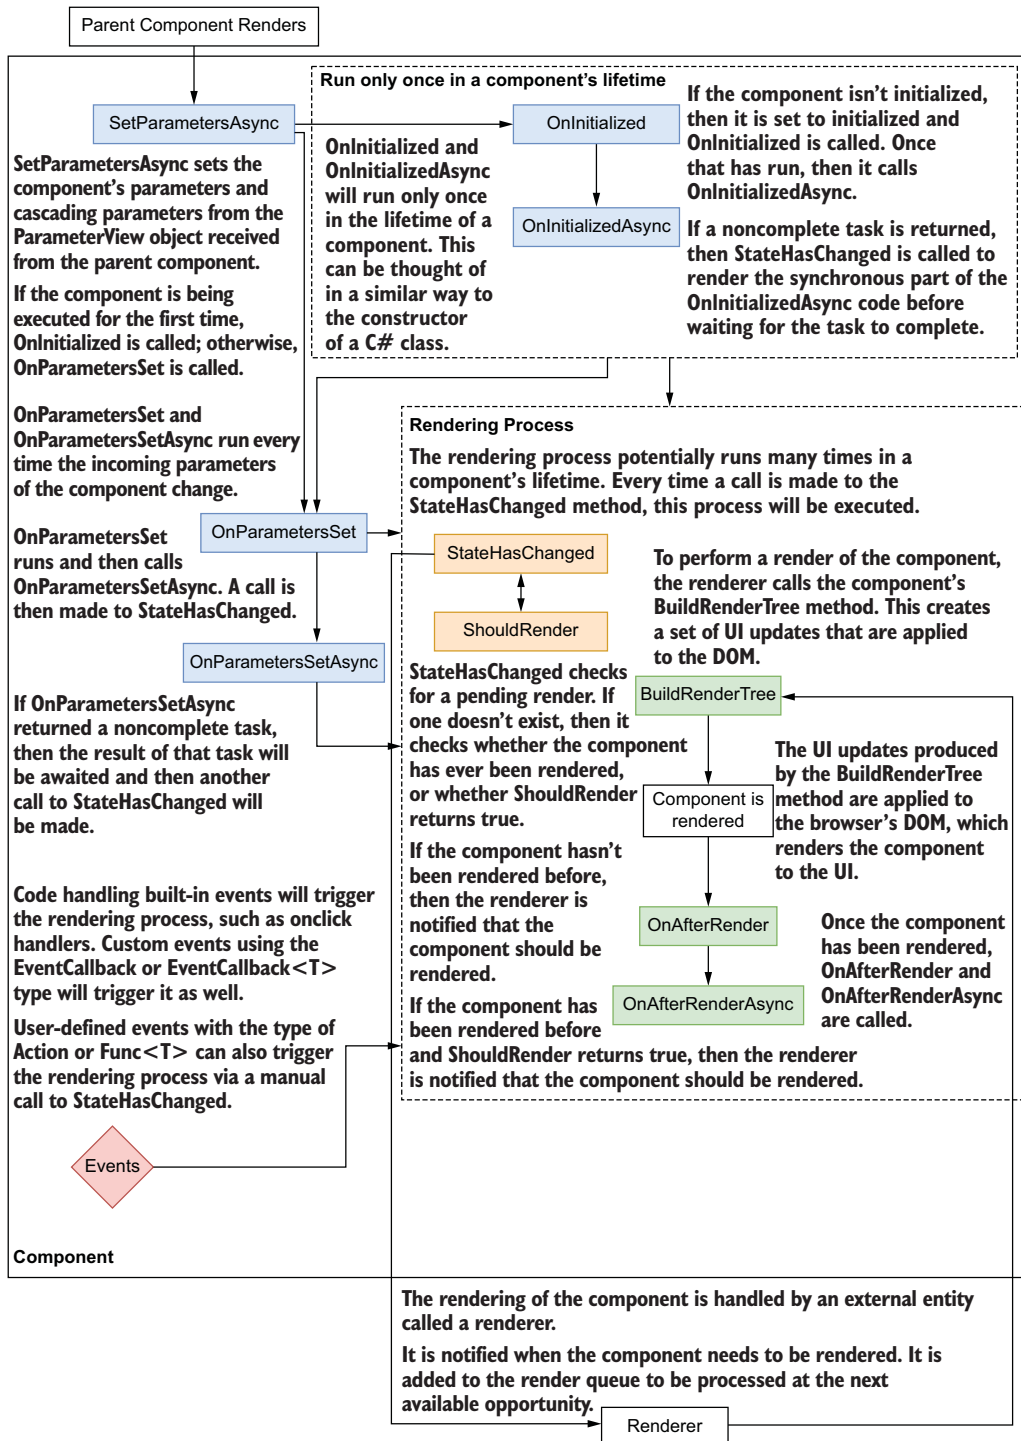 Parent Component Renders
Run only once in a component's lifetime
SetParametersAsync
OnInitialized
If the component isn't initialized,
then it is set to initialized and
OnInitialized is called. Once
that has run, then it calls
OnInitializedAsync.
OnInitialized and
OnInitializedAsync
will run only once
in the lifetime of a
component. This
can be thought of
in a similar way to
the constructor
of a C# class.
OnInitializedAsync
If a noncomplete task is returned,
then StateHasChanged is called to
render the synchronous part of the
OnInitializedAsync code before
waiting for the task to complete.
SetParametersAsync sets the
component's parameters and
cascading parameters from the
ParameterView object received
from the parent component.
If the component is being
executed for the first time,
OnInitialized is called; otherwise,
OnParametersSet is called.
OnParametersSet and
OnParametersSetAsync run every
time the incoming parameters
of the component change.
OnParametersSet
OnParametersSet
runs and then calls
OnParametersSetAsync. A call is
then made to StateHasChanged.
OnParametersSetAsync
If OnParametersSetAsync
returned a noncomplete task,
then the result of that task will
be awaited and then another
call to StateHasChanged will
be made.
Rendering Process
The rendering process potentially runs many times in a
component's lifetime. Every time a call is made to the
StateHasChanged method, this process will be executed.
StateHasChanged
ShouldRender
To perform a render of the component,
the renderer calls the component's
BuildRenderTree method. This creates
a set of UI updates that are applied
to the DOM.
StateHasChanged checks
for a pending render. If
one doesn't exist, then it
checks whether the component
has ever been rendered,
or whether ShouldRender
returns true.
BuildRenderTree
Component is
rendered
The UI updates produced
by the BuildRenderTree
method are applied to
the browser's DOM, which
renders the component
to the UI.
If the component hasn't
been rendered before,
then the renderer is
notified that the
component should be
rendered.
OnAfterRender
OnAfterRenderAsync
Once the component
has been rendered,
OnAfterRender and
OnAfterRenderAsync
are called.
If the component has
been rendered before
and ShouldRender returns true, then the renderer
is notified that the component should be rendered.
Code handling built-in events will trigger
the rendering process, such as onclick
handlers. Custom events using the
EventCallback or EventCallback<T>
type will trigger it as well.
User-defined events with the type of
Action or Func<T> can also trigger
the rendering process via a manual
call to StateHasChanged.
Events
Component
The rendering of the component is handled by an external entity
called a renderer.
It is notified when the component needs to be rendered. It is
added to the render queue to be processed at the next
available opportunity.
Renderer